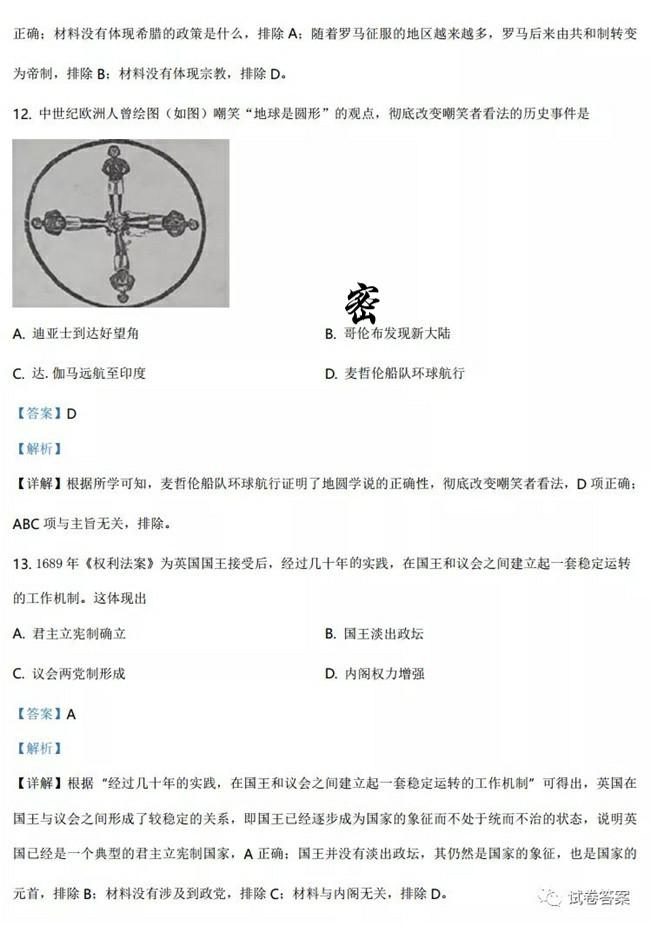 正确；材料没有体现希腊的政策是什么，排除 A；随着罗马征服的地区越来越多，罗马后来由共和制转变
为帝制，排除 B；材料没有体现宗教，排除 D。
12. 中世纪欧洲人曾绘图（如图）嘲笑“地球是圆形”的观点，彻底改变嘲笑者看法的历史事件是
密
A. 迪亚士到达好望角 B. 哥伦布发现新大陆
C. 达. 伽马远航至印度 D. 麦哲伦船队环球航行
【答案】D
【解析】
【详解】根据所学可知，麦哲伦船队环球航行证明了地圆学说的正确性，彻底改变嘲笑者看法，D 项正确；
ABC 项与主旨无关，排除。
13. 1689 年《权利法案》为英国国王接受后，经过几十年的实践，在国王和议会之间建立起一套稳定运转
的工作机制。这体现出
A. 君主立宪制确立 B. 国王淡出政坛
C. 议会两党制形成 D. 内阁权力增强
【答案】A
【解析】
【详解】根据“经过几十年的实践，在国王和议会之间建立起一套稳定运转的工作机制”可得出，英国在
国王与议会之间形成了较稳定的关系，即国王已经逐步成为国家的象征而不处于统而不治的状态，说明英
国已经是一个典型的君主立宪制国家，A 正确；国王并没有淡出政坛，其仍然是国家的象征，也是国家的
元首，排除 B；材料没有涉及到政党，排除 C；材料与内阁无关，排除 D。
试卷答案